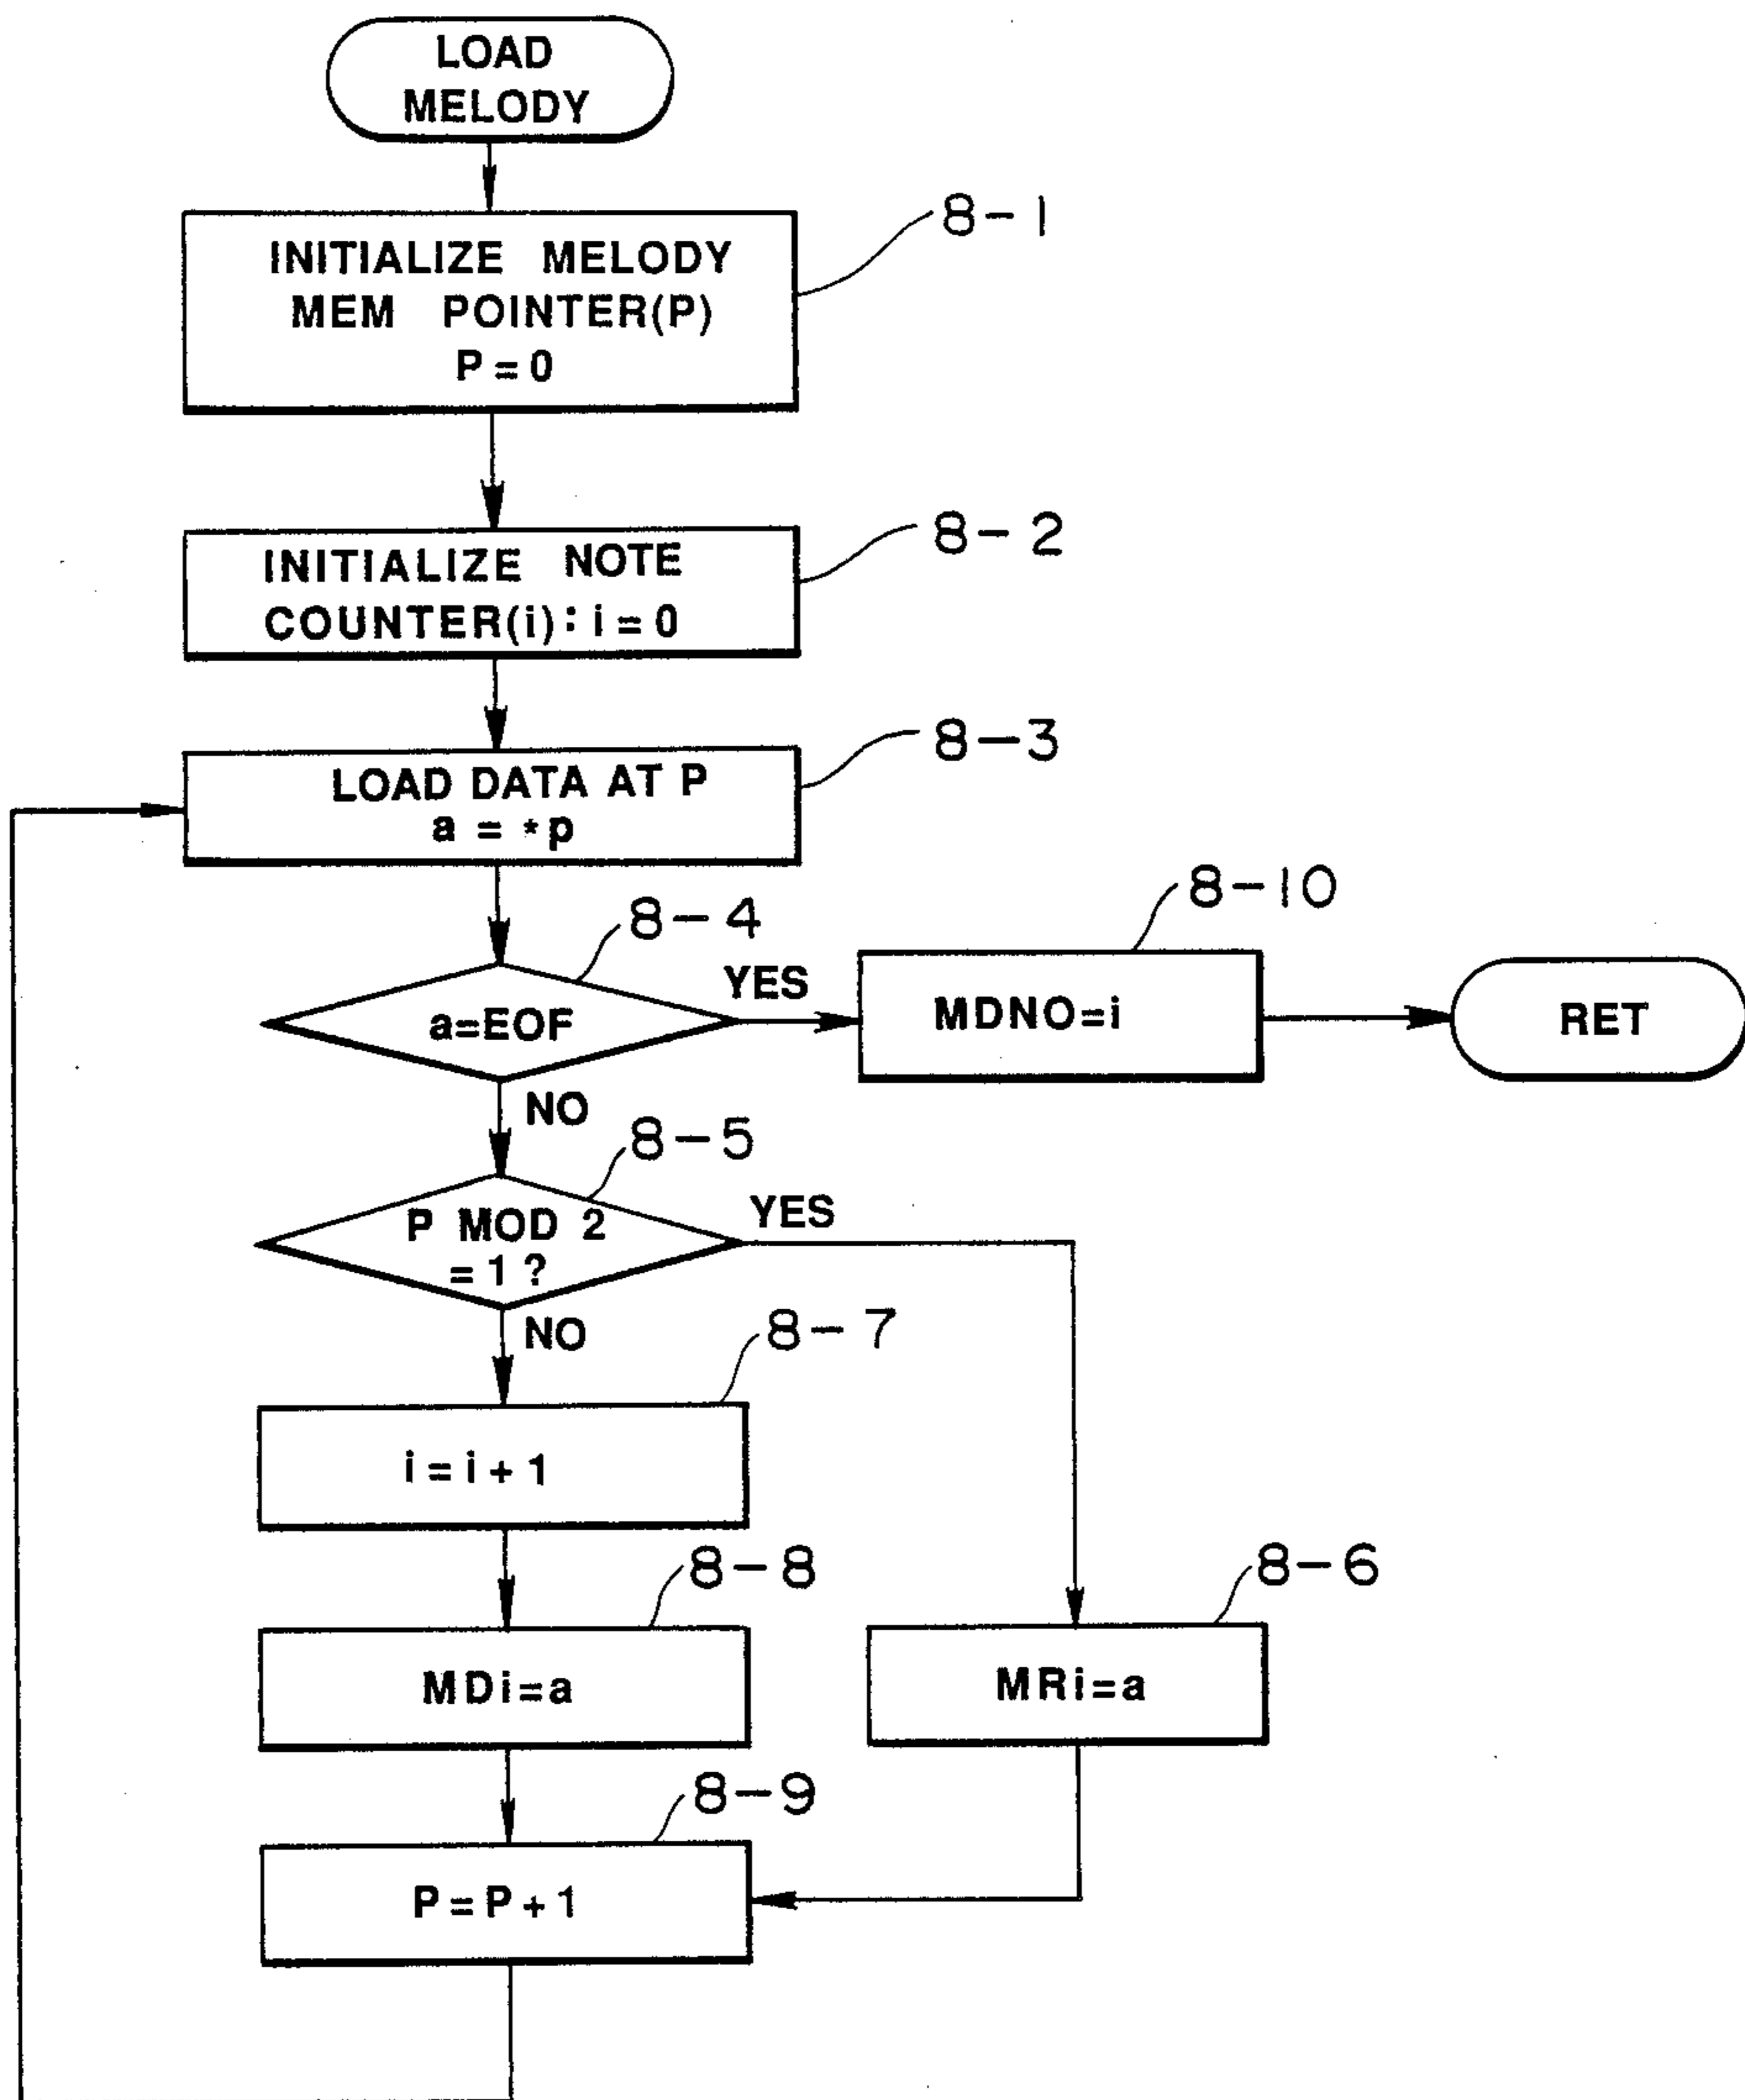 LOAD
MELODY
8-1
INITIALIZE MELODY
MEM POINTER(P)
P=0
8-2
INITIALIZE NOTE
COUNTER(i):i=0
8-3
LOAD DATA AT P
a = *p
8-4
8-10
a=EOF
YES
MDNO=i
RET
NO
8-5
P MOD 2
=1?
YES
NO
8-7
i=i+1
8-8
8-6
MDi=a
MRi=a
8-9
P=P+1